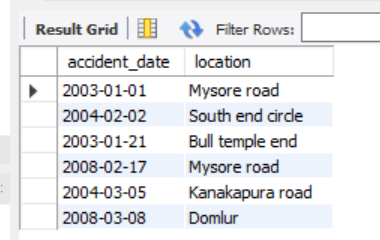 Result Grid Filter Rows:
accident_date location
2003-01-01 Mysore road
2004-02-02 South end circle
2003-01-21 Bull temple end
2008-02-17 Mysore road
2004-03-05 Kanakapura road
2008-03-08 Domlur